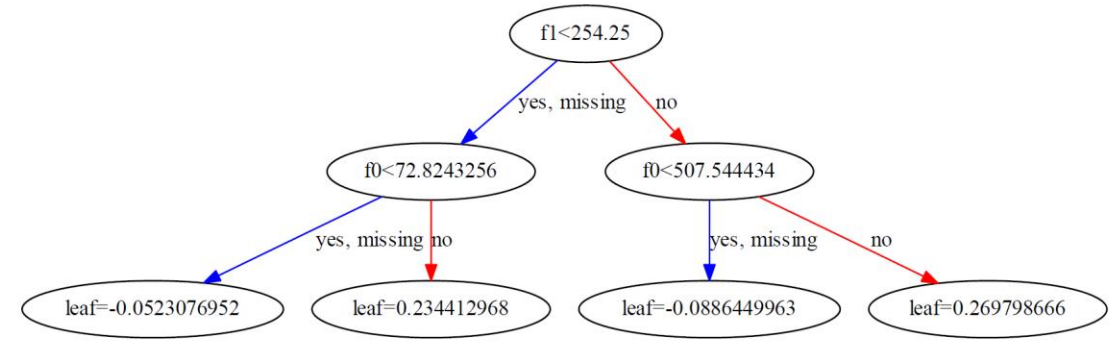 f1<254.25
yes, missing
no
f0<72.8243256
f0<507.544434
yes, missing
no
yes, missing
no
leaf=-0.0523076952
leaf=0.234412968
leaf=-0.0886449963
leaf=0.269798666